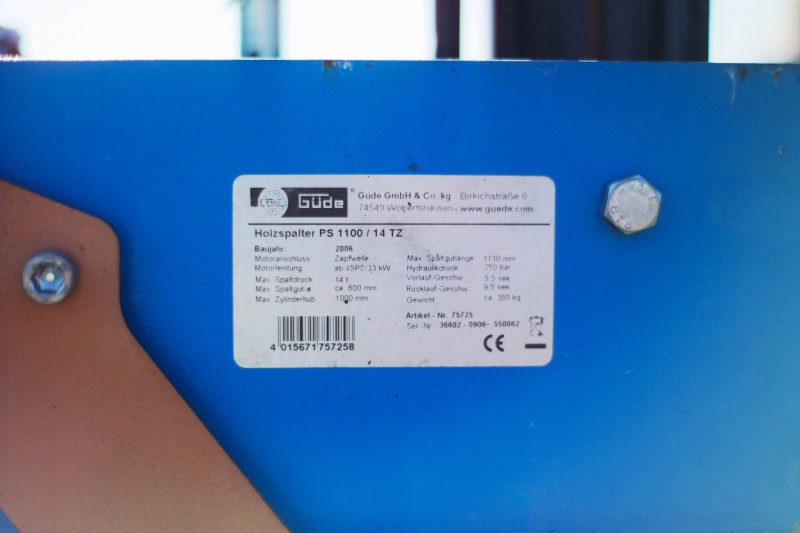 Güde
Güde GmbH & Co. kg Birkichstraße 6
74549 Wolpertshausen - www.guede.com
Holzspalter PS 1100 / 14 TZ
Baujahr: 2006
Motoranschluss: Zapfwelle
Motorleistung ab 45PS/33 kW
Max Spaltdruck 14 t
Max Spaltgut-ø ca. 600 mm
Max Zylinderhub 1000 mm
Max Spaltgutlänge 1130 mm
Hydraulikdruck 250 bar
Vorlauf-Geschw. 5.5 sek
Rücklauf-Geschw. 9.5 sek
Gewicht ca. 355 kg
Artikel - Nr. 75725
Ser -Nr 36602 - 0906- 550062
4 015671 757258
CE